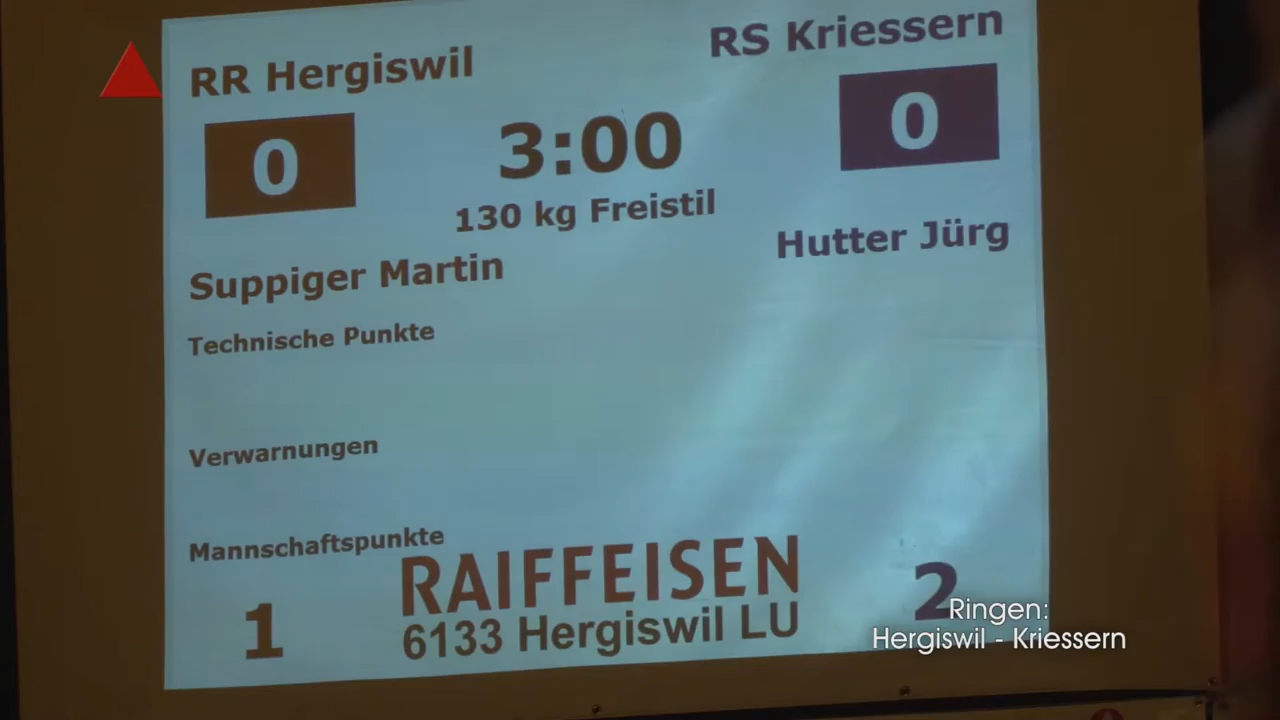 RR Hergiswil
RS Kriessern
0
3:00
0
130 kg Freistil
Suppiger Martin
Hutter Jürg
Technische Punkte
Verwarnungen
Mannschaftspunkte
1
RAIFFEISEN
6133 Hergiswil LU
2
Ringen:
Hergiswil - Kriessern